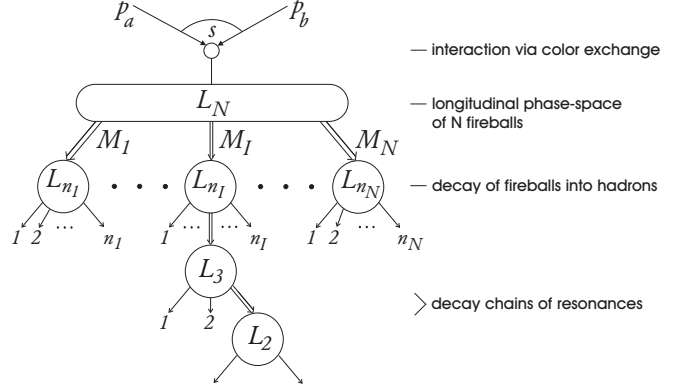 p_a s p_b
— interaction via color exchange
L_N
— longitudinal phase-space
of N fireballs
M_1 M_I M_N
L_{n_1} · · · L_{n_I} · · · L_{n_N}
— decay of fireballs into hadrons
1 2 ... n_1 1 ... ... n_I 1 2 ... n_N
L_3
1 2
decay chains of resonances
L_2